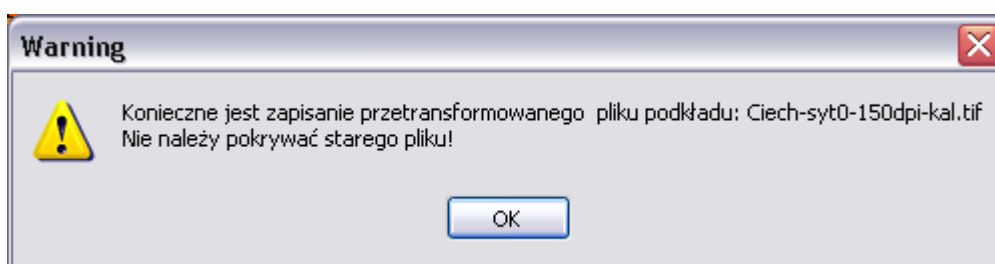 Warning
Konieczne jest zapisanie przetransformowanego pliku podkładu: Ciech-syt0-150dpi-kal.tif
Nie należy pokrywać starego pliku!
OK